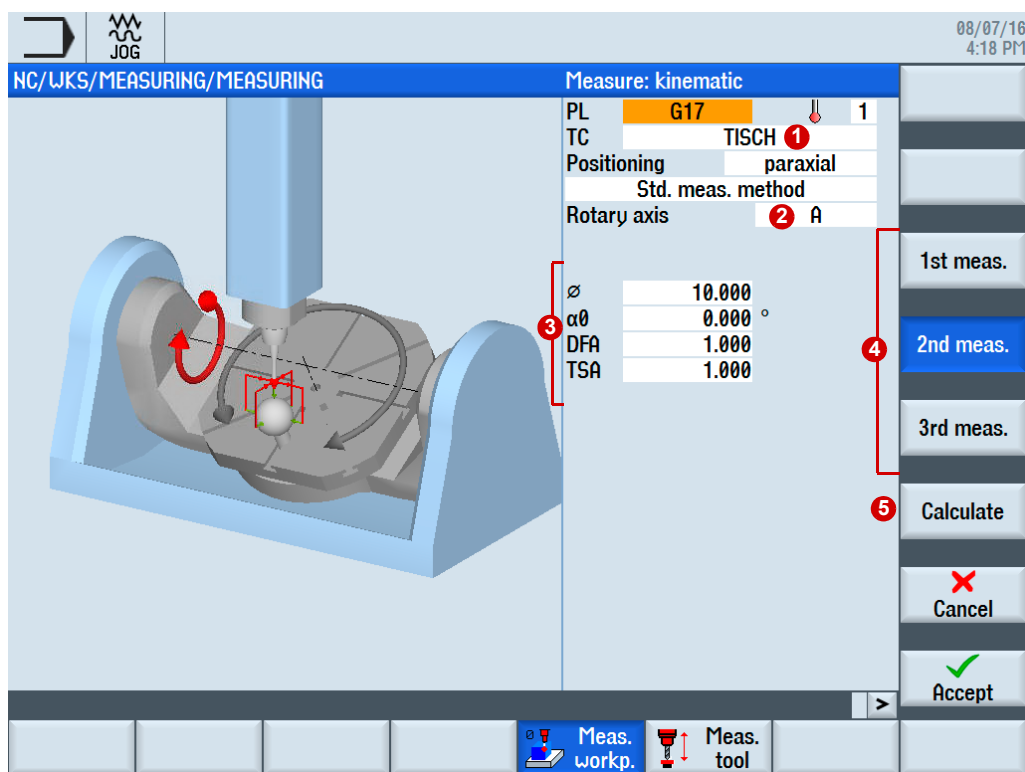 JOG
08/07/16
4:18 PM
NC/WKS/MEASURING/MEASURING
Measure: kinematic
PL G17 1
TC TISCH 1
Positioning paraxial
Std. meas. method
Rotary axis 2 A
3
ø 10.000
α0 0.000 °
DFA 1.000
TSA 1.000
4
1st meas.
2nd meas.
3rd meas.
5 Calculate
Cancel
Accept
>
Meas.
workp.
Meas.
tool